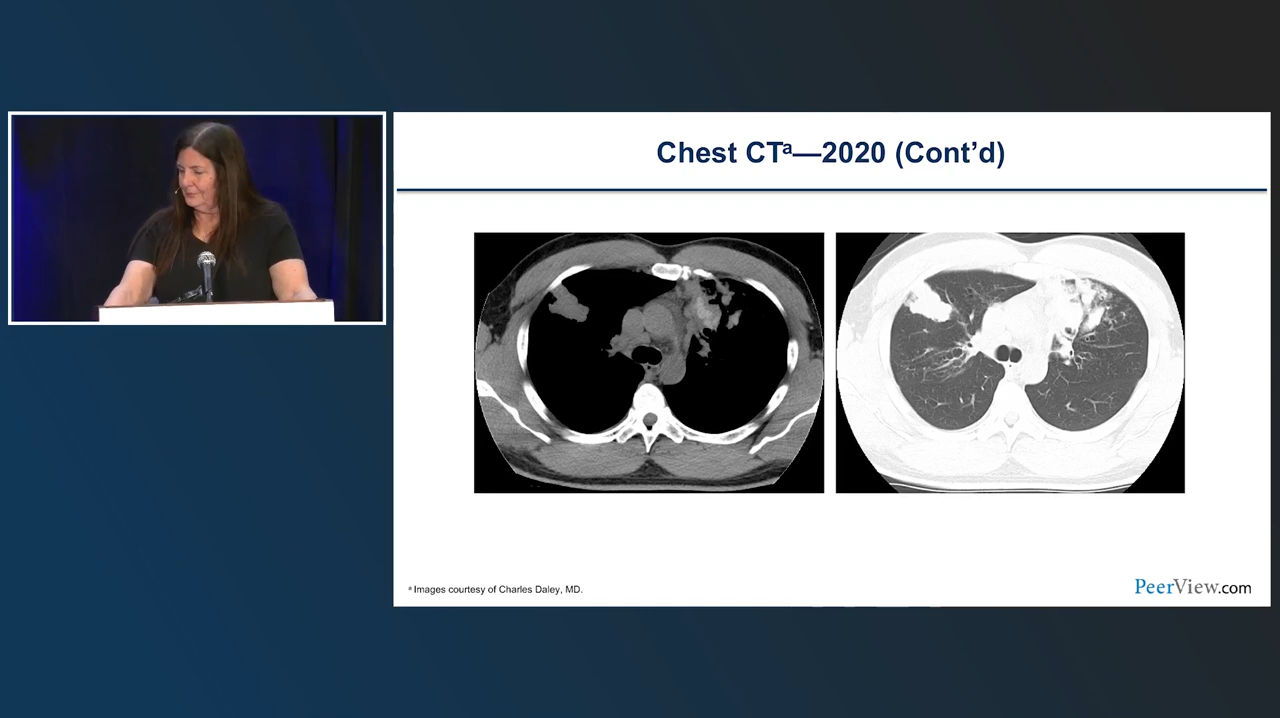 Chest CTª—2020 (Cont’d)
ª Images courtesy of Charles Daley, MD.
PeerView.com